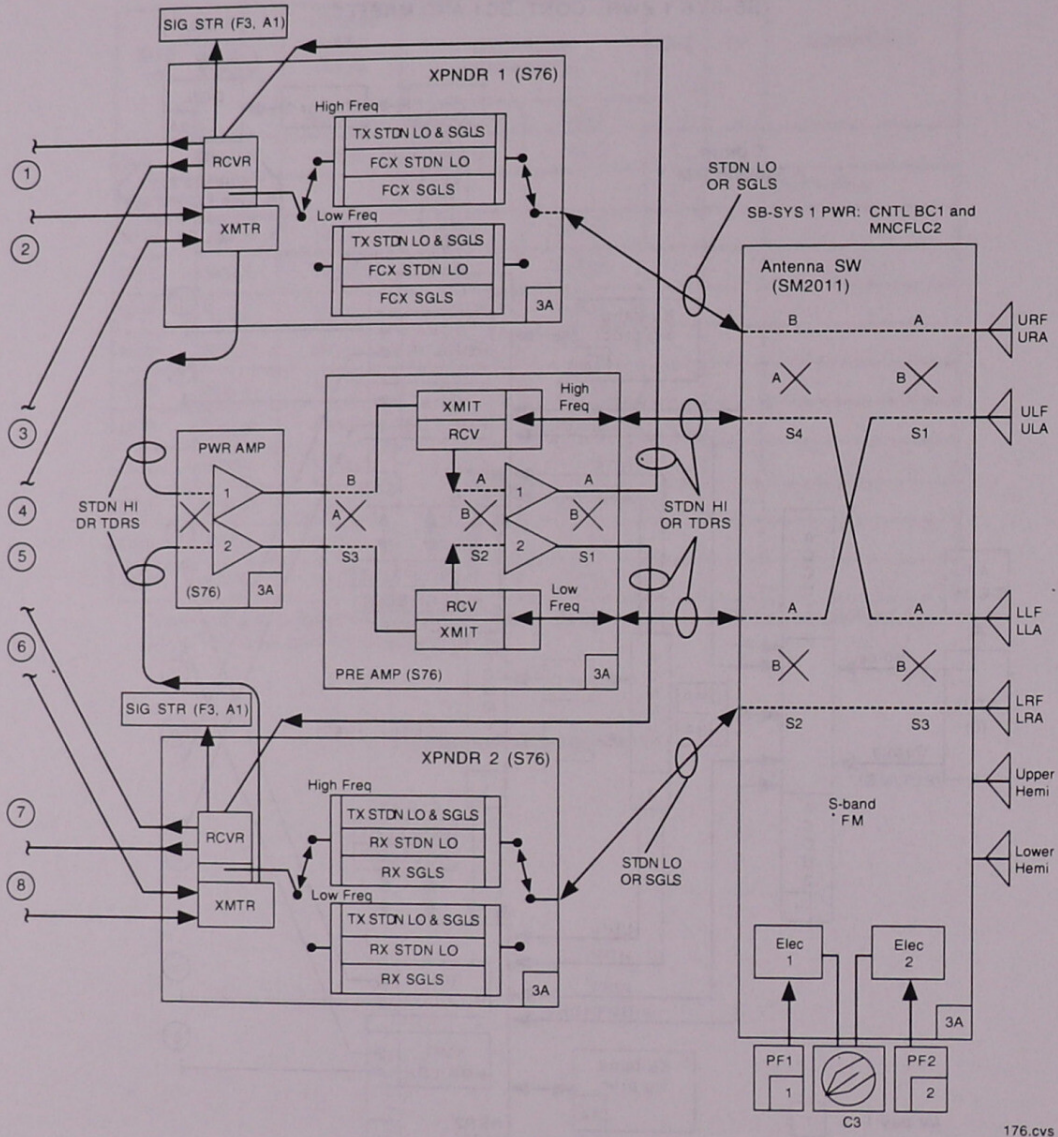 SIG STR (F3, A1)
XPNDR 1 (S76)
High Freq
TX STDN LO & SGLS
FCX STDN LO
FCX SGLS
RCVR
XMTR
Low Freq
TX STDN LO & SGLS
FCX STDN LO
FCX SGLS
3A
1
2
3
4
5
6
7
8
STDN LO
OR SGLS
SB-SYS 1 PWR: CNTL BC1 and
MNCFLC2
Antenna SW
(SM2011)
B
A
A
B
S4
S1
A
A
B
B
S2
S3
URF
URA
ULF
ULA
LLF
LLA
LRF
LRA
Upper
Hemi
Lower
Hemi
S-band
FM
Elec
1
Elec
2
3A
PF1
1
C3
PF2
2
STDN HI
DR TDRS
PWR AMP
1
2
(S76)
3A
XMIT
RCV
High
Freq
B
A
S3
A
B
S2
1
2
A
B
S1
RCV
XMIT
Low
Freq
PRE AMP (S76)
3A
STDN HI
OR TDRS
SIG STR (F3, A1)
XPNDR 2 (S76)
High Freq
TX STDN LO & SGLS
RX STDN LO
RX SGLS
RCVR
XMTR
Low Freq
TX STDN LO & SGLS
RX STDN LO
RX SGLS
3A
STDN LO
OR SGLS
176.cvs